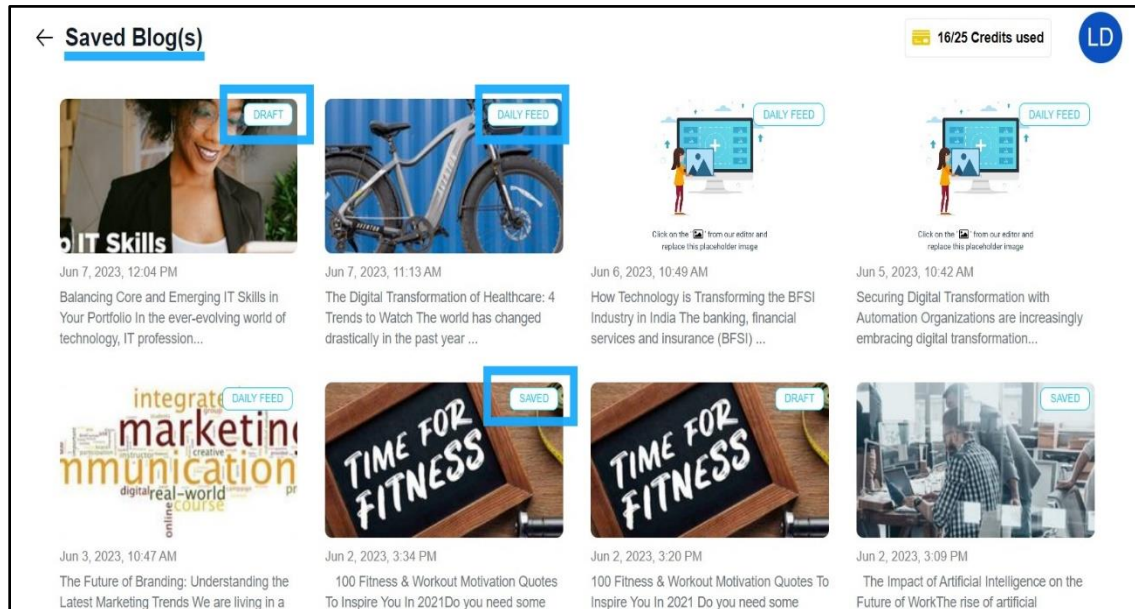 ← Saved Blog(s)
16/25 Credits used
LD
DRAFT
IT Skills
Jun 7, 2023, 12:04 PM
Balancing Core and Emerging IT Skills in
Your Portfolio In the ever-evolving world of
technology, IT profession...
DAILY FEED
Jun 7, 2023, 11:13 AM
The Digital Transformation of Healthcare: 4
Trends to Watch The world has changed
drastically in the past year ...
DAILY FEED
Click on the " " from our editor and
replace this placeholder image
Jun 6, 2023, 10:49 AM
How Technology is Transforming the BFSI
Industry in India The banking, financial
services and insurance (BFSI) ...
DAILY FEED
Click on the " " from our editor and
replace this placeholder image
Jun 5, 2023, 10:42 AM
Securing Digital Transformation with
Automation Organizations are increasingly
embracing digital transformation...
DAILY FEED
integrate
group
marketin
creative
mmunication
digital real-world
course
online
Jun 3, 2023, 10:47 AM
The Future of Branding: Understanding the
Latest Marketing Trends We are living in a
SAVED
TIME FOR
FITNESS
Jun 2, 2023, 3:34 PM
100 Fitness & Workout Motivation Quotes
To Inspire You In 2021Do you need some
DRAFT
TIME FOR
FITNESS
Jun 2, 2023, 3:20 PM
100 Fitness & Workout Motivation Quotes To
Inspire You In 2021 Do you need some
SAVED
Jun 2, 2023, 3:09 PM
The Impact of Artificial Intelligence on the
Future of WorkThe rise of artificial